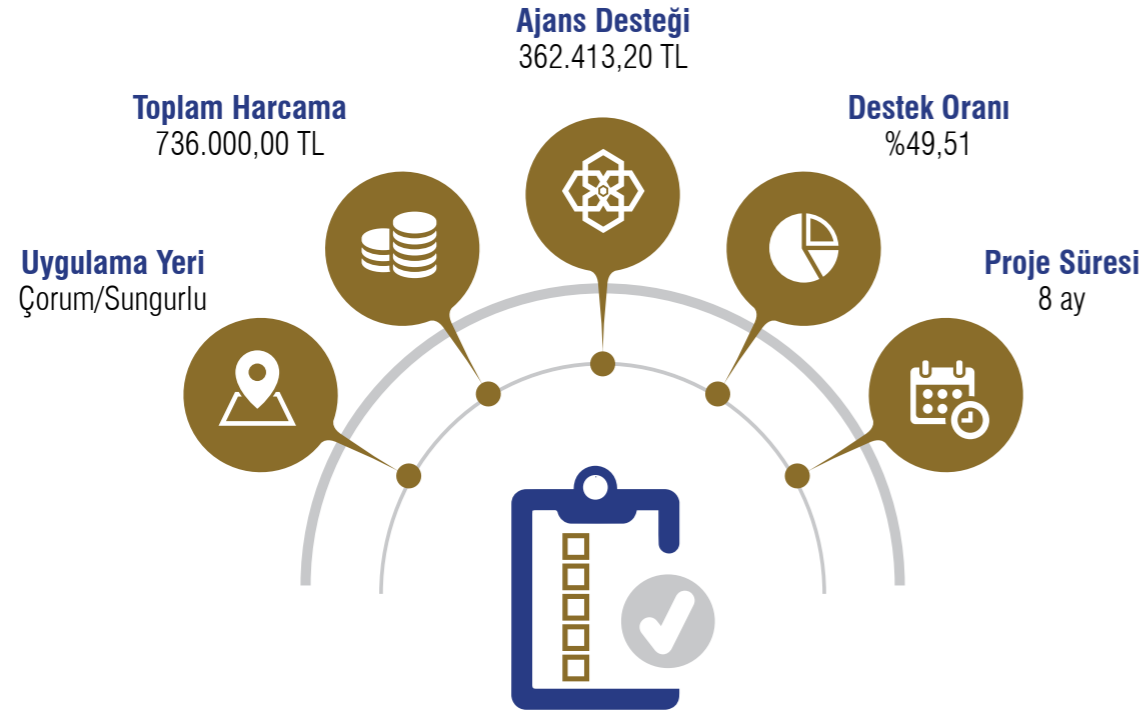 Ajans Desteği
362.413,20 TL
Toplam Harcama
736.000,00 TL
Destek Oranı
%49,51
Uygulama Yeri
Çorum/Sungurlu
Proje Süresi
8 ay